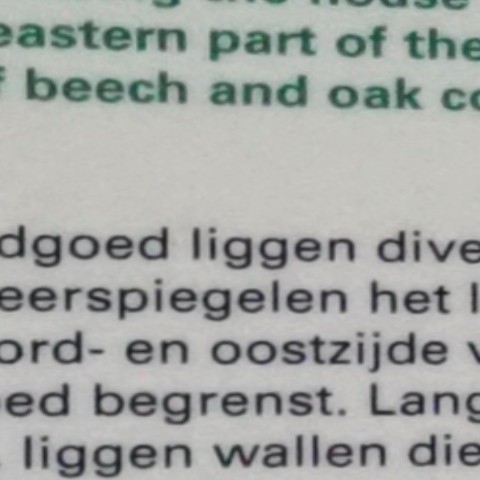 eastern part of the
beech and oak
dgoed liggen dive
eerspiegelen het
ord- en oostzijde
ed begrenst. Lang
liggen wallen die